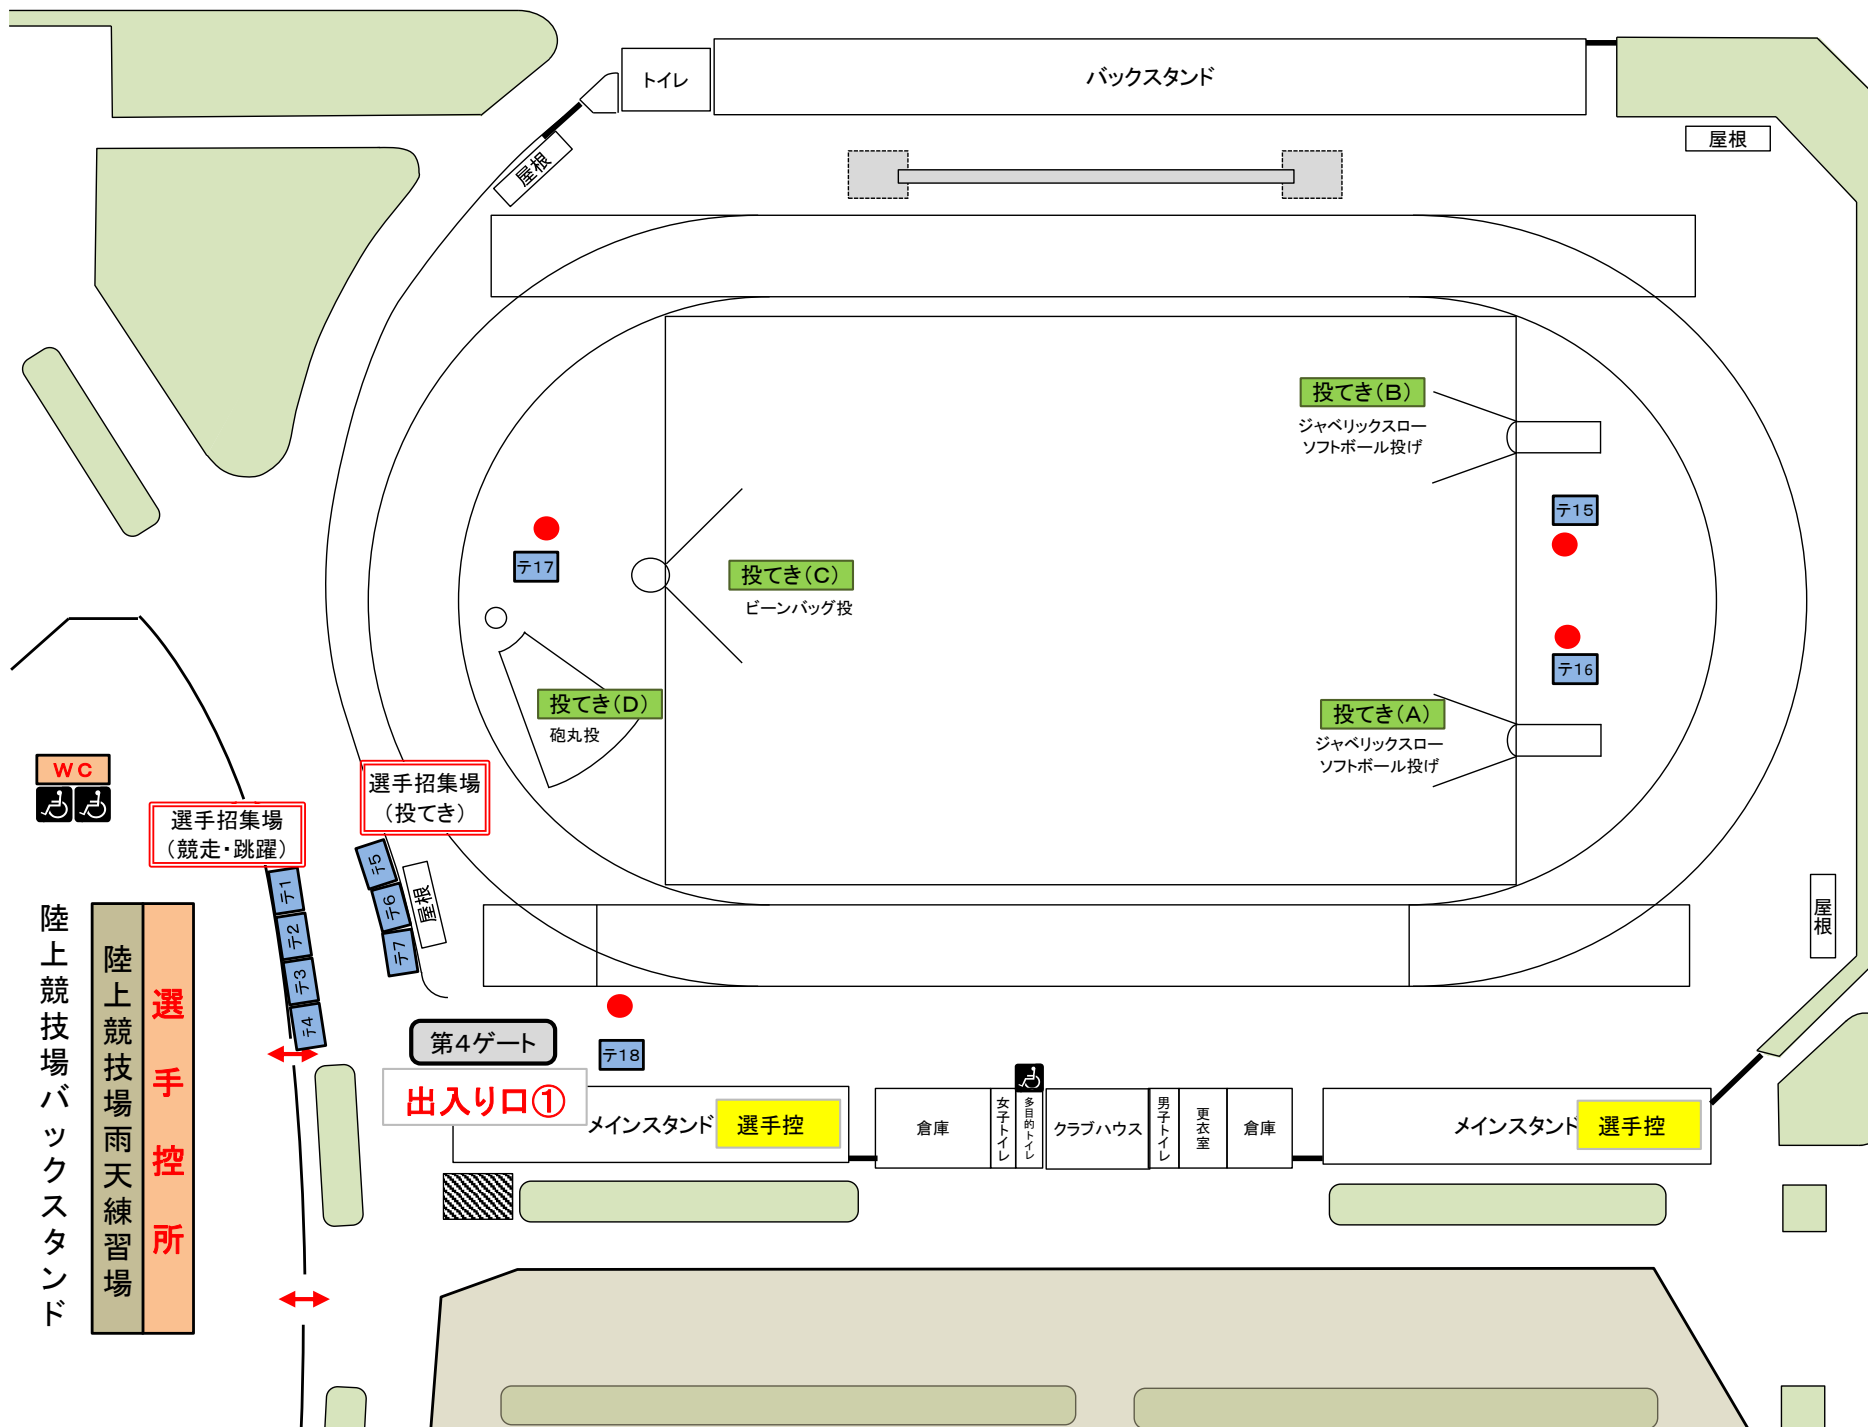 トイレ
バックスタンド
屋根
屋根
投てき(B)
ジャベリックスロー
ソフトボール投げ
テ15
テ17
投てき(C)
ビーンバッグ投
テ16
投てき(D)
砲丸投
投てき(A)
ジャベリックスロー
ソフトボール投げ
WC
選手招集場
(投てき)
選手招集場
(競走・跳躍)
テ1
テ2
テ3
テ4
テ5
テ6
テ7
屋根
屋根
陸上競技場バックスタンド
陸上競技場雨天練習場
選手控所
第4ゲート
テ18
出入り口①
メインスタンド
選手控
倉庫
女子トイレ
多目的トイレ
クラブハウス
男子トイレ
更衣室
倉庫
メインスタンド
選手控